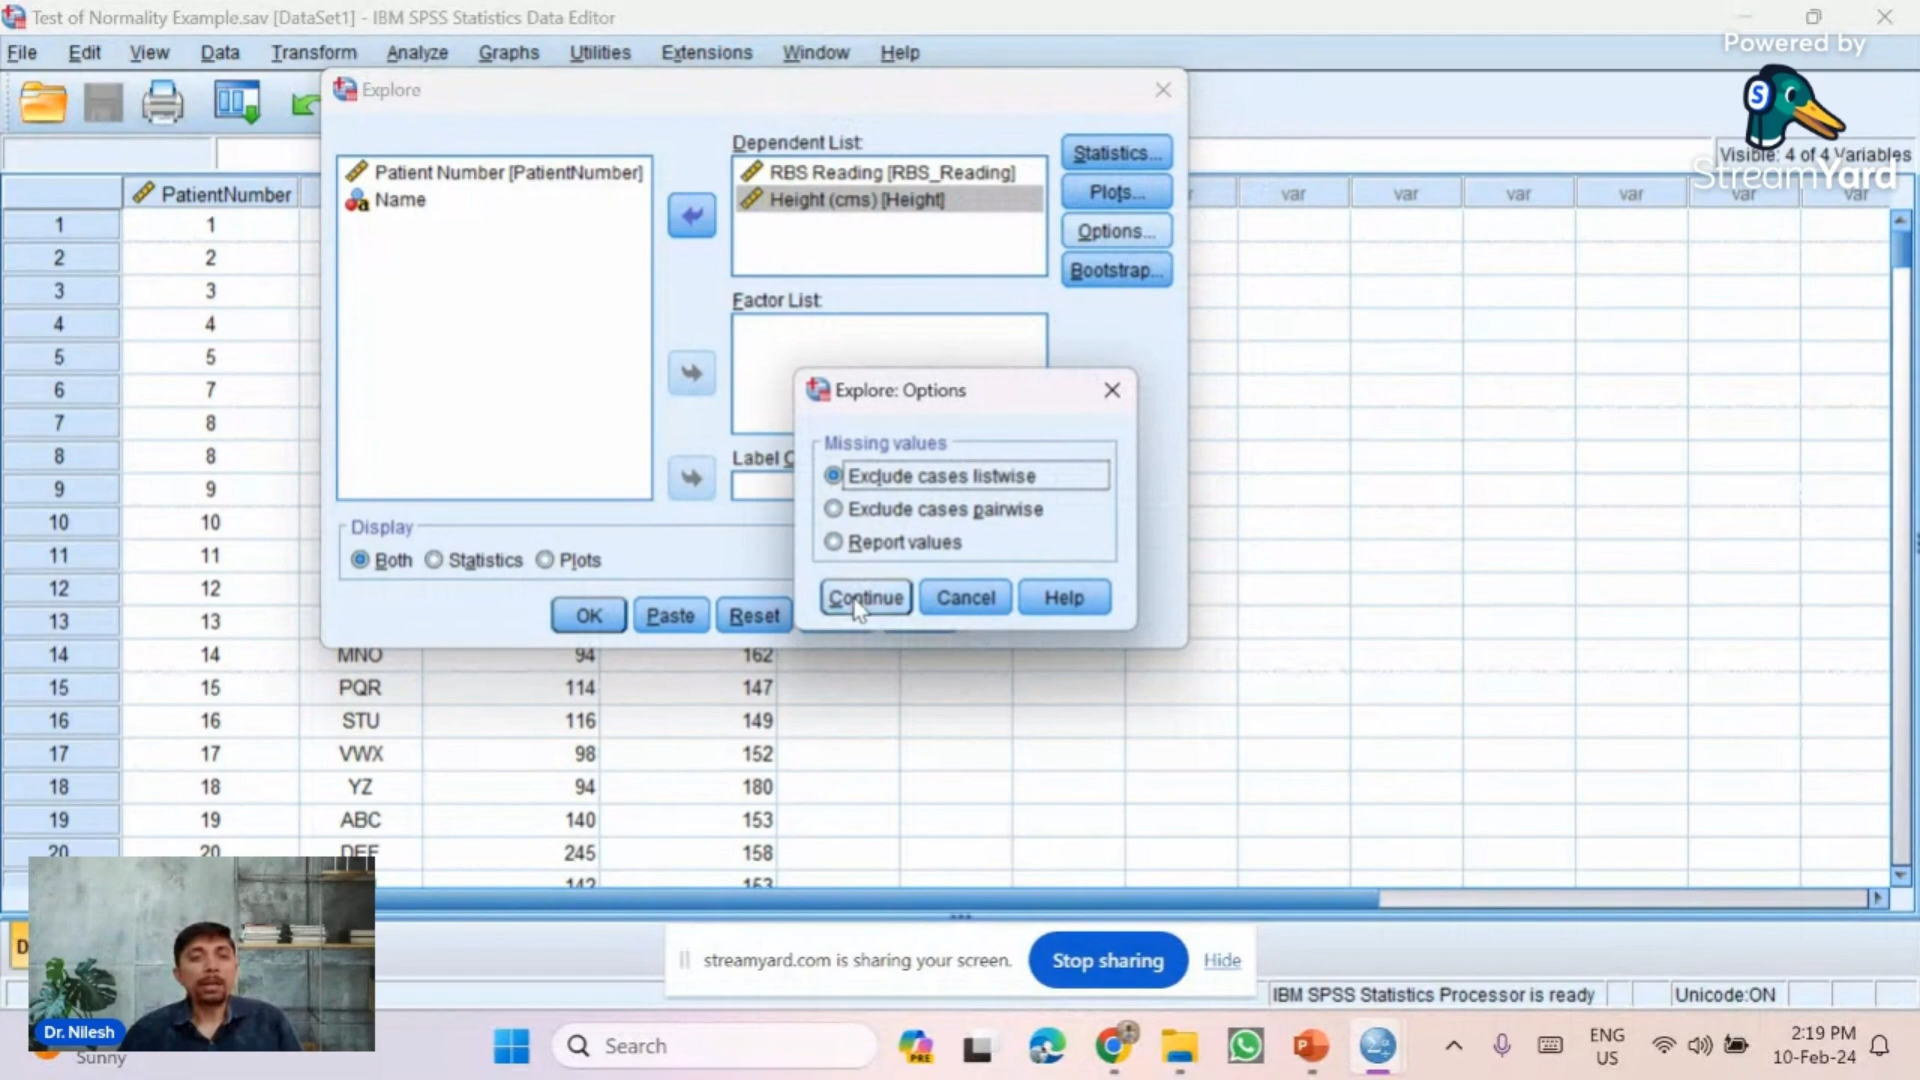 Test of Normality Example.sav [DataSet1] - IBM SPSS Statistics Data Editor
File Edit View Data Transform Analyze Graphs Utilities Extensions Window Help
Powered by
StreamYard
Visible: 4 of 4 Variables
Explore
Patient Number [PatientNumber]
Name
Dependent List:
RBS Reading [RBS_Reading]
Height (cms) [Height]
Statistics...
Plots...
Options...
Bootstrap...
Factor List:
Label
Display
Both Statistics Plots
OK Paste Reset
Explore: Options
Missing values
Exclude cases listwise
Exclude cases pairwise
Report values
Continue Cancel Help
PatientNumber var var var var var var
1 1
2 2
3 3
4 4
5 5
6 7
7 8
8 8
9 9
10 10
11 11
12 12
13 13
14 14 MNO 94 162
15 15 PQR 114 147
16 16 STU 116 149
17 17 VWX 98 152
18 18 YZ 94 180
19 19 ABC 140 153
20 20 DEF 245 158
142 153
D
streamyard.com is sharing your screen. Stop sharing Hide
IBM SPSS Statistics Processor is ready Unicode:ON
Dr. Nilesh
Sunny
Search
PRE
ENG
US
2:19 PM
10-Feb-24